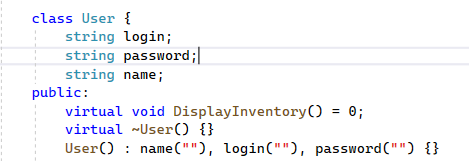 class User {
    string login;
    string password;
    string name;
public:
    virtual void DisplayInventory() = 0;
    virtual ~User() {}
    User() : name(""), login(""), password("") {}